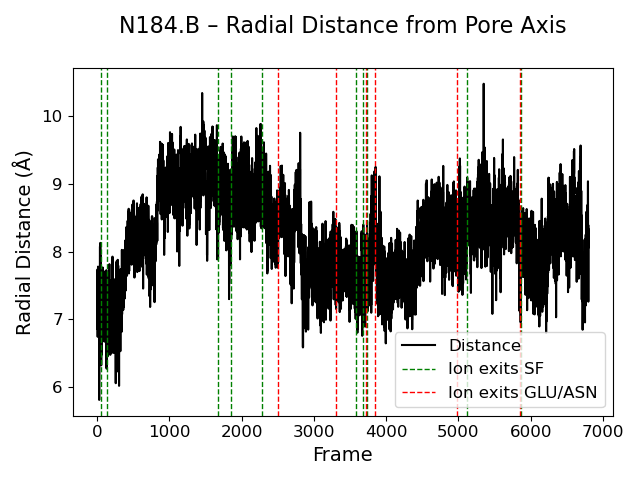 N184.B – Radial Distance from Pore Axis
Radial Distance (Å)
10
9
8
7
6
Distance
Ion exits SF
Ion exits GLU/ASN
0 1000 2000 3000 4000 5000 6000 7000
Frame